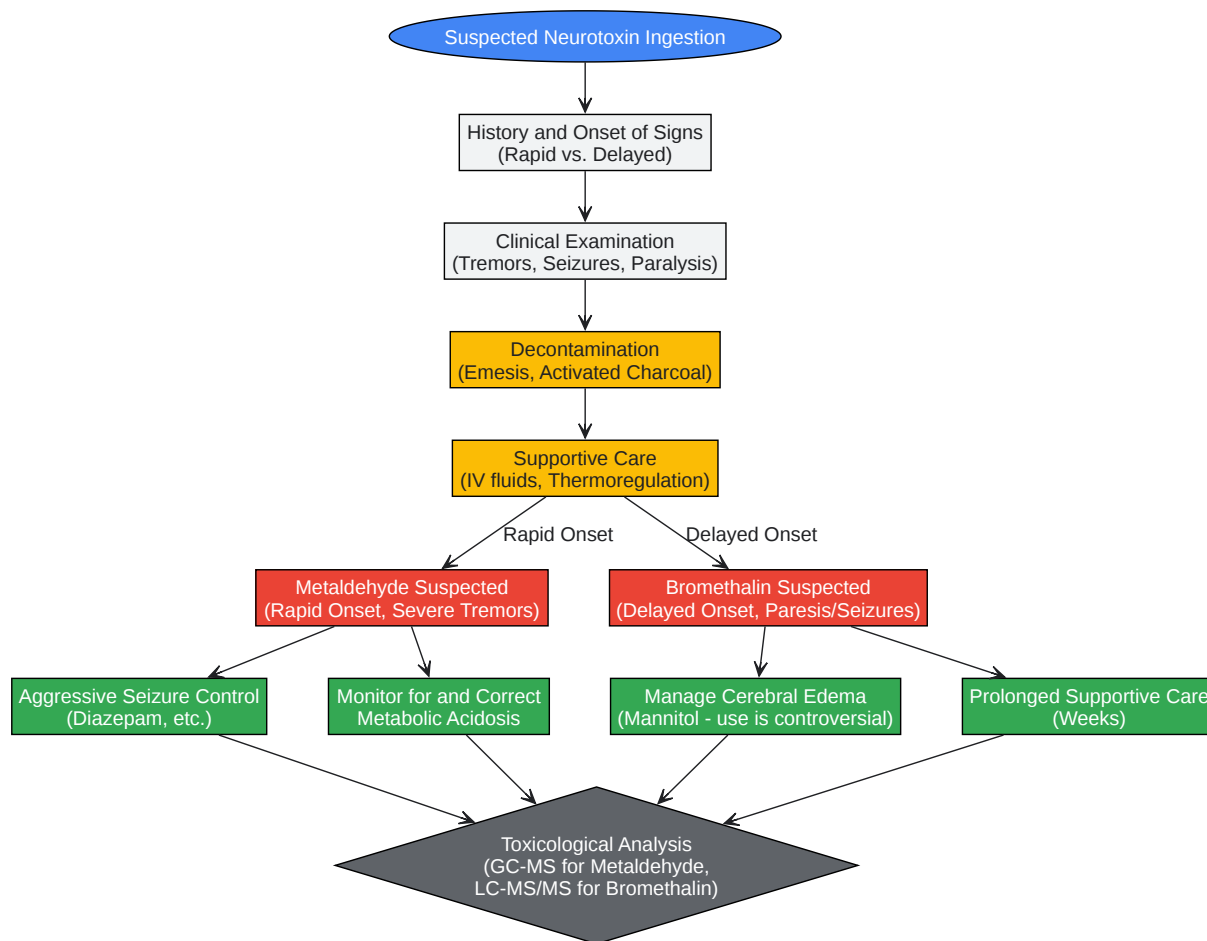 Suspected Neurotoxin Ingestion
History and Onset of Signs
(Rapid vs. Delayed)
Clinical Examination
(Tremors, Seizures, Paralysis)
Decontamination
(Emesis, Activated Charcoal)
Supportive Care
(IV fluids, Thermoregulation)
Rapid Onset
Delayed Onset
Metaldehyde Suspected
(Rapid Onset, Severe Tremors)
Bromethalin Suspected
(Delayed Onset, Paresis/Seizures)
Aggressive Seizure Control
(Diazepam, etc.)
Monitor for and Correct
Metabolic Acidosis
Manage Cerebral Edema
(Mannitol - use is controversial)
Prolonged Supportive Care
(Weeks)
Toxicological Analysis
(GC-MS for Metaldehyde,
LC-MS/MS for Bromethalin)